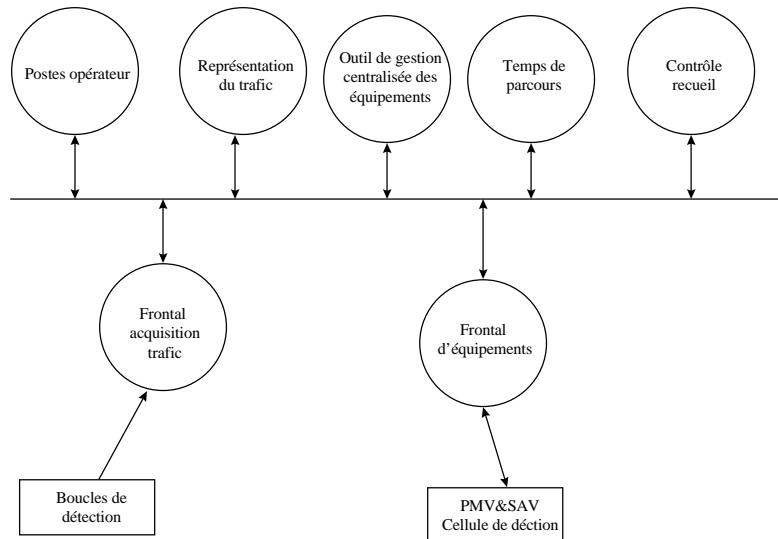 Postes opérateur
Représentation
du trafic
Outil de gestion
centralisée des
équipements
Temps de
parcours
Contrôle
recueil
Frontal
acquisition
trafic
Frontal
d’équipements
Boucles de
détection
PMV&SAV
Cellule de déction